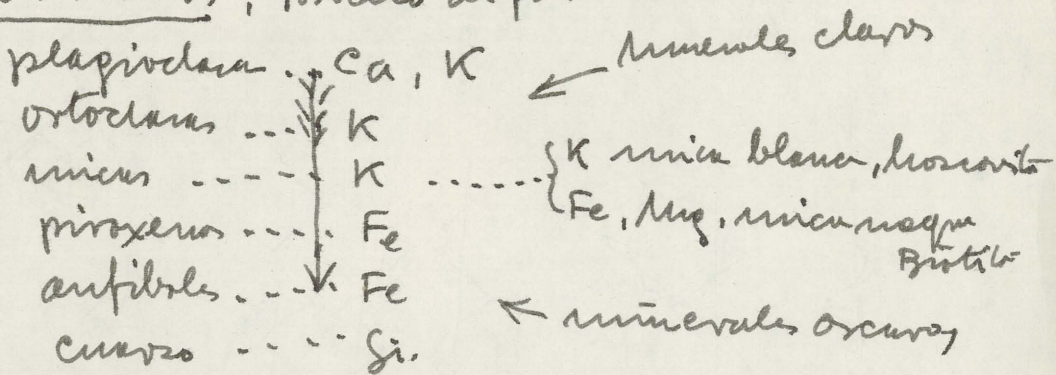 plagioclasa . . Ca, K
minerales claros
ortoclasas . . . K
micas - - - - - K . . . . . . . { K mica blanca, moscovita
{ Fe, Mg, mica negra
Biotita
piroxenos . . . . Fe
anfiboles . . - - Fe
minerales oscuros
cuarzo - - - - Si.